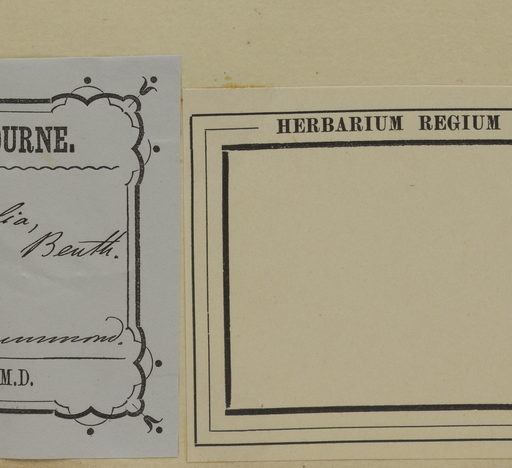 OURNE.
lia,
Benth.
ummond.
M.D.
HERBARIUM REGIUM